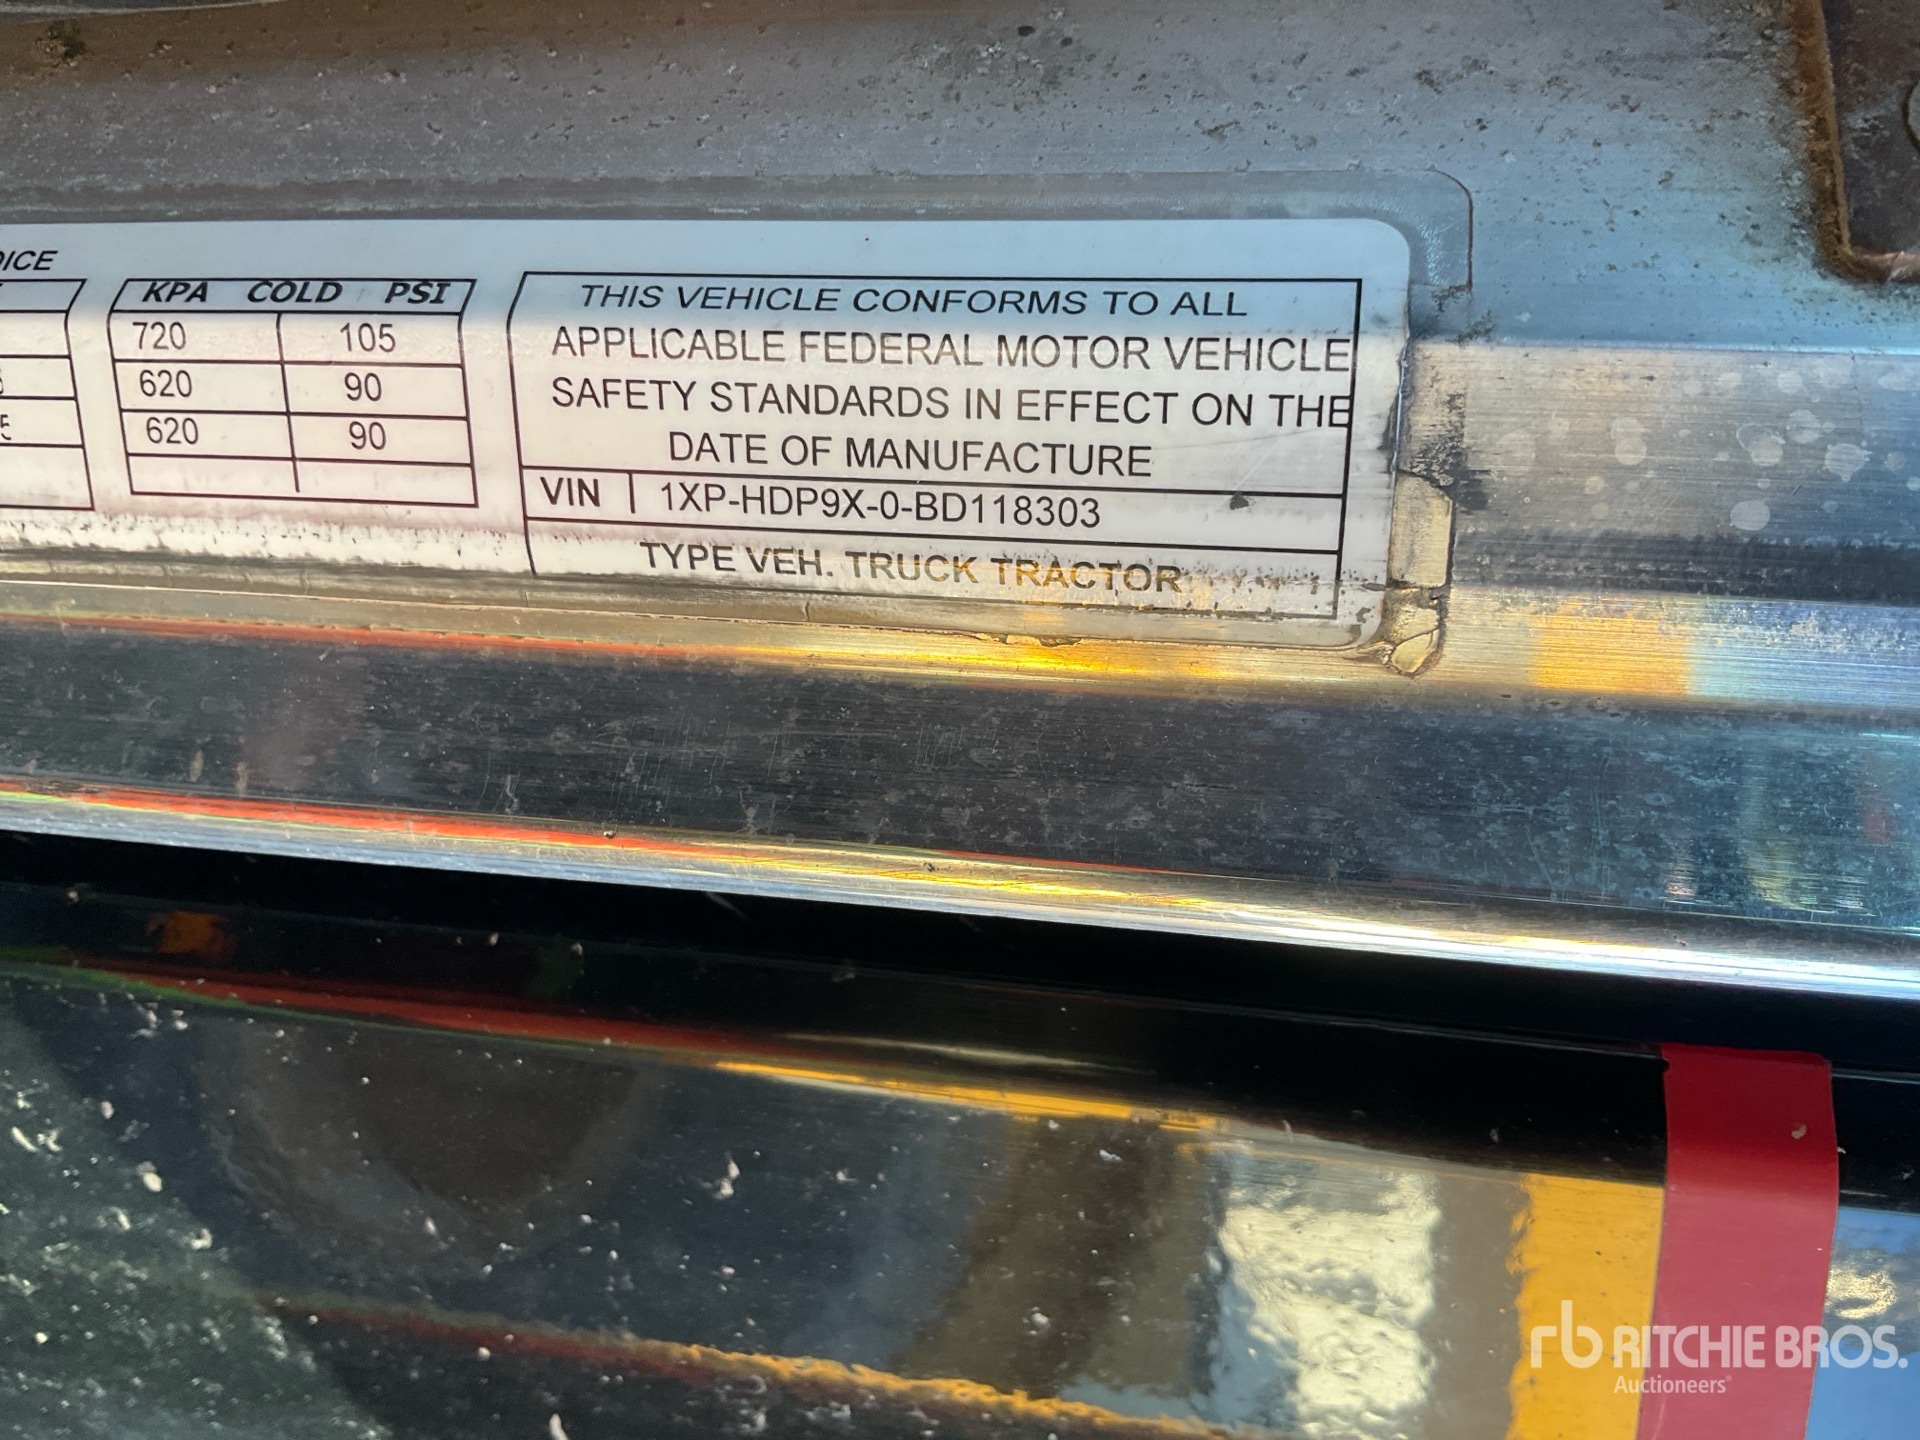 KPA COLD PSI
720 105
620 90
620 90
THIS VEHICLE CONFORMS TO ALL
APPLICABLE FEDERAL MOTOR VEHICLE
SAFETY STANDARDS IN EFFECT ON THE
DATE OF MANUFACTURE
VIN 1XP-HDP9X-0-BD118303
TYPE VEH. TRUCK TRACTOR
rb RITCHIE BROS.
Auctioneers